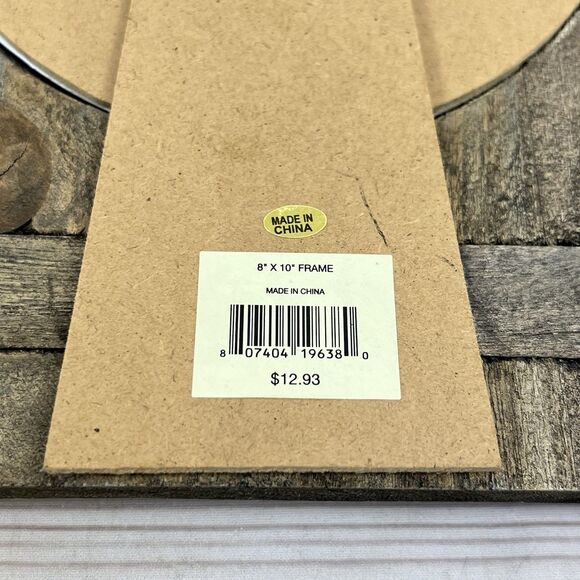 MADE IN
CHINA
8" X 10" FRAME
MADE IN CHINA
8 07404 19638 0
$12.93